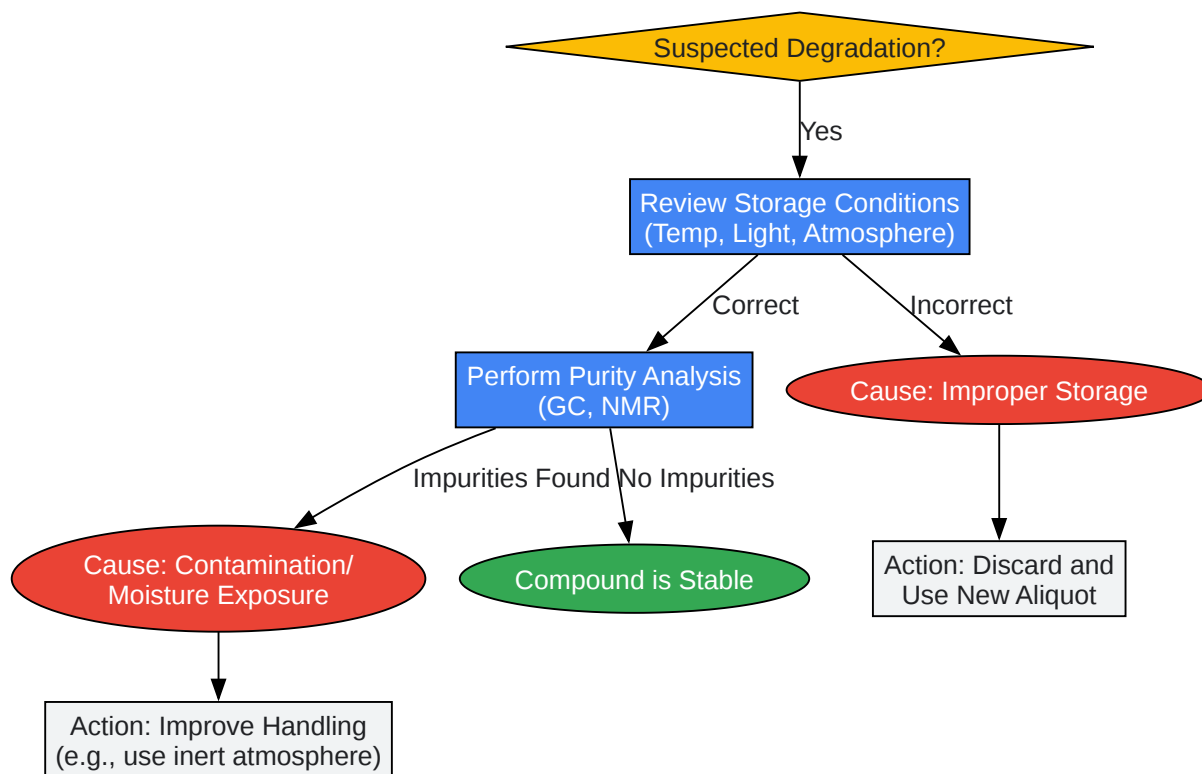 Suspected Degradation?
Yes
Review Storage Conditions
(Temp, Light, Atmosphere)
Correct
Incorrect
Perform Purity Analysis
(GC, NMR)
Cause: Improper Storage
Impurities Found
No Impurities
Cause: Contamination/
Moisture Exposure
Compound is Stable
Action: Discard and
Use New Aliquot
Action: Improve Handling
(e.g., use inert atmosphere)